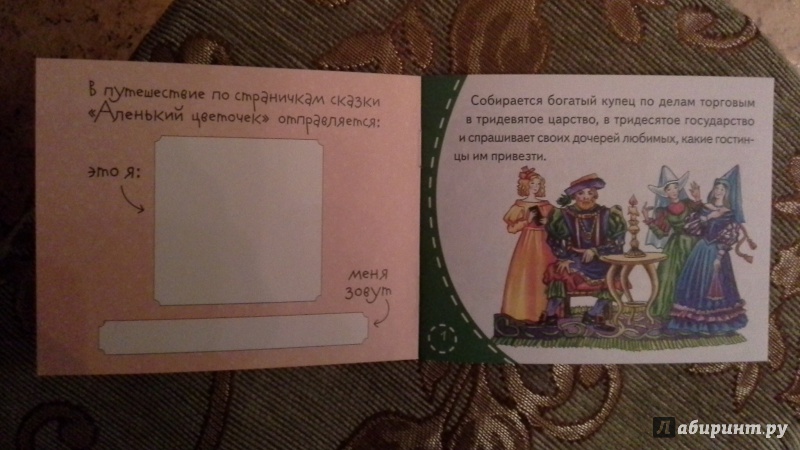 В путешествие по страничкам сказки
«Аленький цветочек» отправляется:
это я:
меня
зовут
Собирается богатый купец по делам торговым
в тридевятое царство, в тридесятое государство
и спрашивает своих дочерей любимых, какие гостин-
цы им привезти.
1
Лабиринт.ру